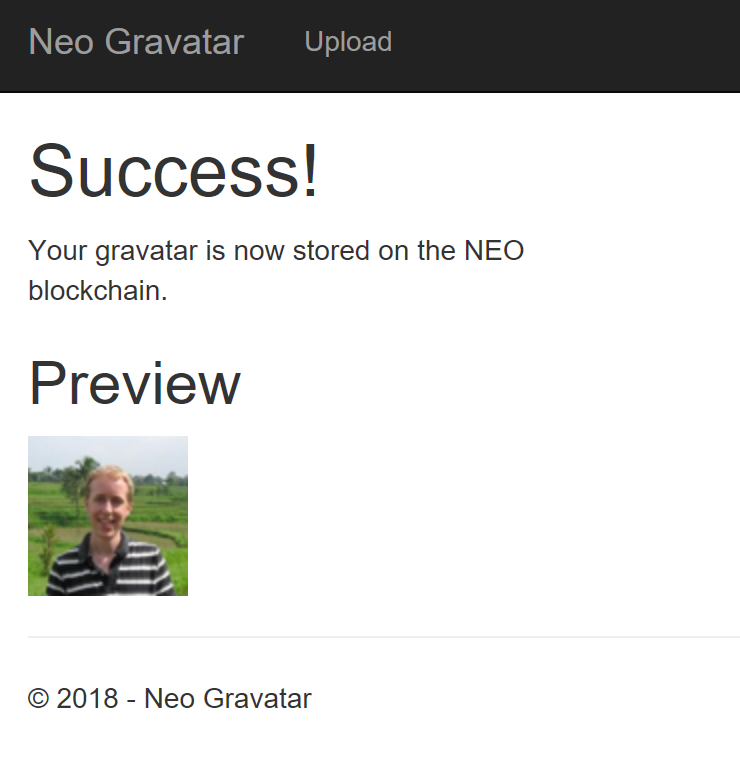 Neo Gravatar Upload
Success!
Your gravatar is now stored on the NEO
blockchain.
Preview
© 2018 - Neo Gravatar